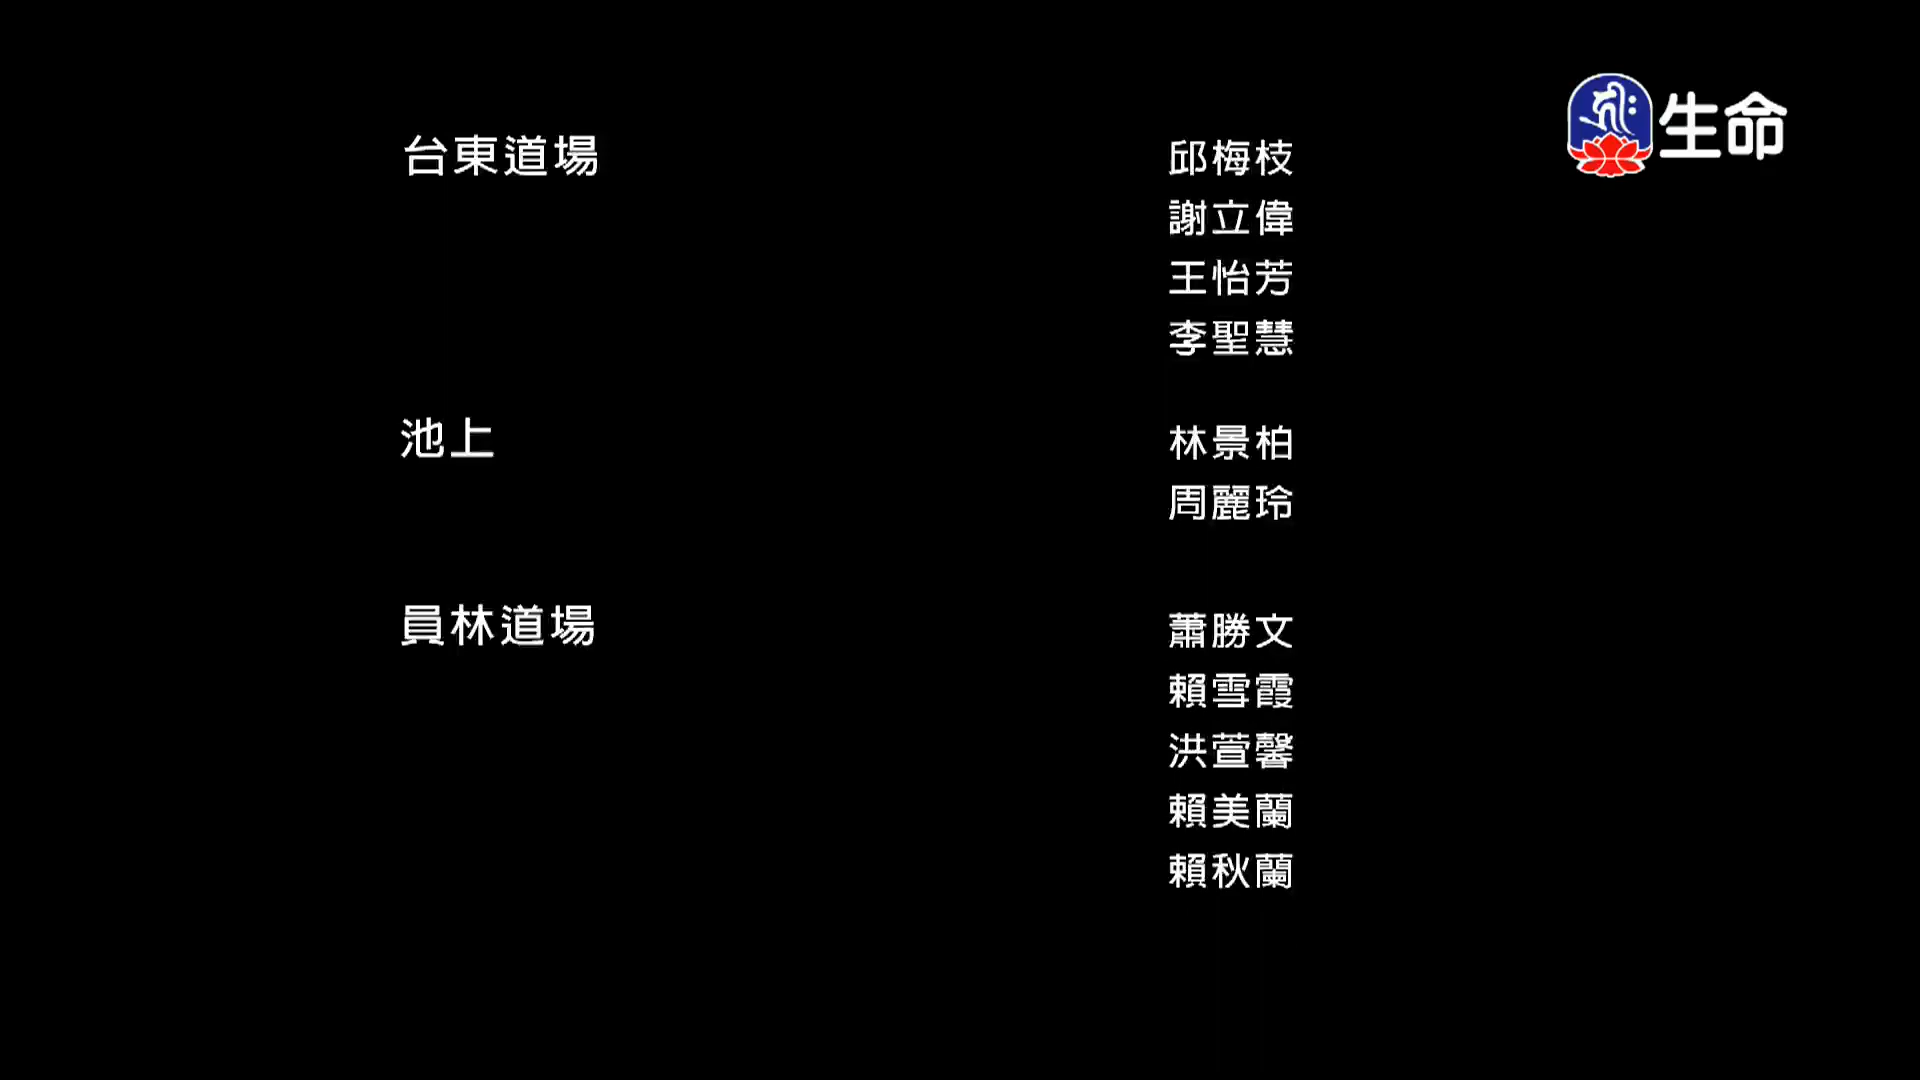 生命
台東道場
邱梅枝
謝立偉
王怡芳
李聖慧
池上
林景柏
周麗玲
員林道場
蕭勝文
賴雪霞
洪萱馨
賴美蘭
賴秋蘭